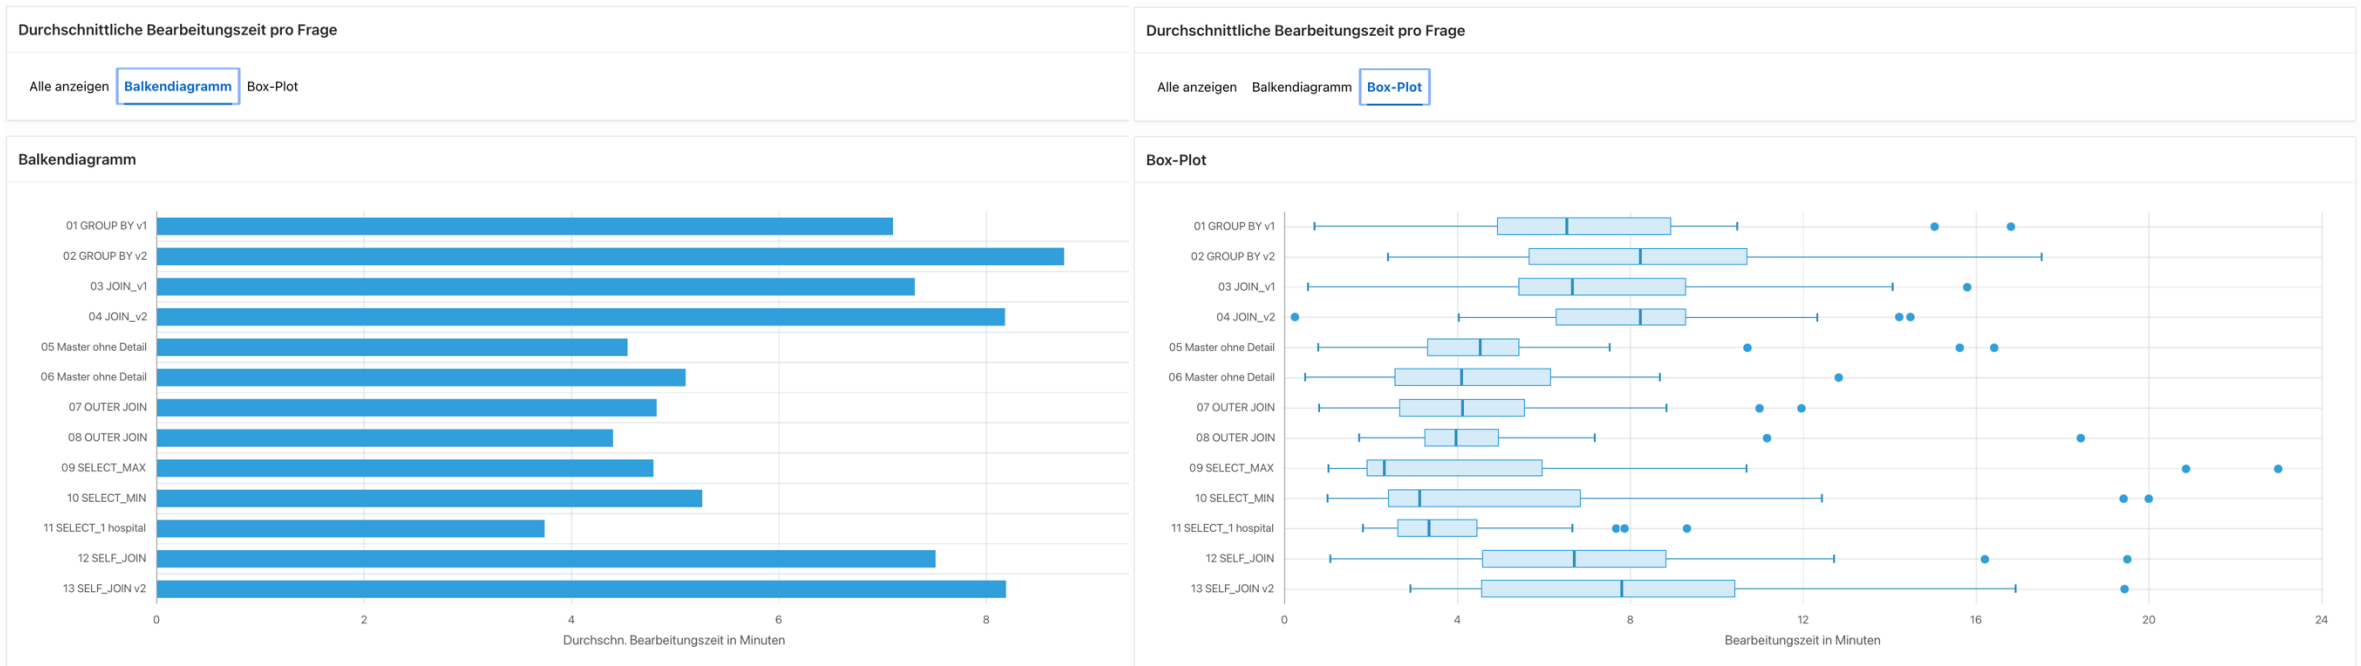 Durchschnittliche Bearbeitungszeit pro Frage
Alle anzeigen Balkendiagramm Box-Plot
Balkendiagramm
01 GROUP BY v1
02 GROUP BY v2
03 JOIN_v1
04 JOIN_v2
05 Master ohne Detail
06 Master ohne Detail
07 OUTER JOIN
08 OUTER JOIN
09 SELECT_MAX
10 SELECT_MIN
11 SELECT_1 hospital
12 SELF_JOIN
13 SELF_JOIN v2
0 2 4 6 8
Durchschn. Bearbeitungszeit in Minuten
Durchschnittliche Bearbeitungszeit pro Frage
Alle anzeigen Balkendiagramm Box-Plot
Box-Plot
01 GROUP BY v1
02 GROUP BY v2
03 JOIN_v1
04 JOIN_v2
05 Master ohne Detail
06 Master ohne Detail
07 OUTER JOIN
08 OUTER JOIN
09 SELECT_MAX
10 SELECT_MIN
11 SELECT_1 hospital
12 SELF_JOIN
13 SELF_JOIN v2
0 4 8 12 16 20 24
Bearbeitungszeit in Minuten